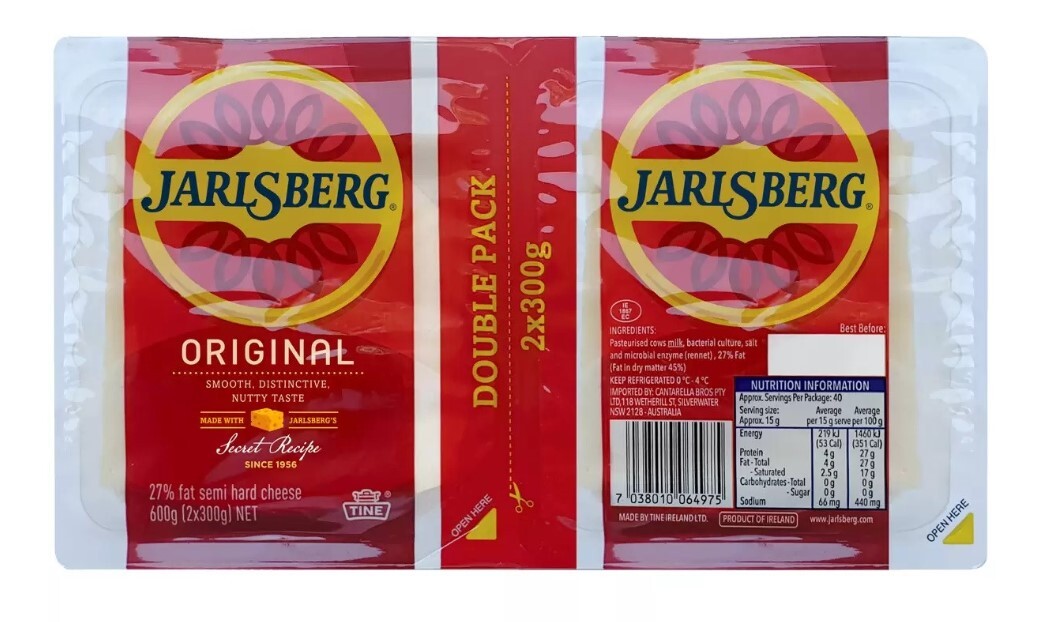 JARLSBERG®
ORIGINAL
SMOOTH, DISTINCTIVE,
NUTTY TASTE
MADE WITH JARLSBERG'S
Secret Recipe
SINCE 1956
27% fat semi hard cheese
600g (2x300g) NET
TINE®
DOUBLE PACK
2x300g
OPEN HERE
JARLSBERG®
IE
1897
EC
INGREDIENTS:
Pasteurised cows milk, bacterial culture, salt
and microbial enzyme (rennet), 27% Fat
(Fat in dry matter 45%)
KEEP REFRIGERATED 0 °C - 4 °C
IMPORTED BY: CANTARELLA BROS PTY
LTD, 118 WETHERILL ST, SILVERWATER
NSW 2128 - AUSTRALIA
Best Before:
NUTRITION INFORMATION
Approx. Servings Per Package: 40
Serving size: Average Average
Approx. 15 g per 15 g serve per 100 g
Energy 219 kJ 1460 kJ
(53 Cal) (351 Cal)
Protein 4 g 27 g
Fat - Total 4 g 27 g
- Saturated 2.5 g 17 g
Carbohydrates - Total 0 g 0 g
- Sugar 0 g 0 g
Sodium 66 mg 440 mg
7 038010 064975
MADE BY TINE IRELAND LTD. PRODUCT OF IRELAND www.jarlsberg.com
OPEN HERE